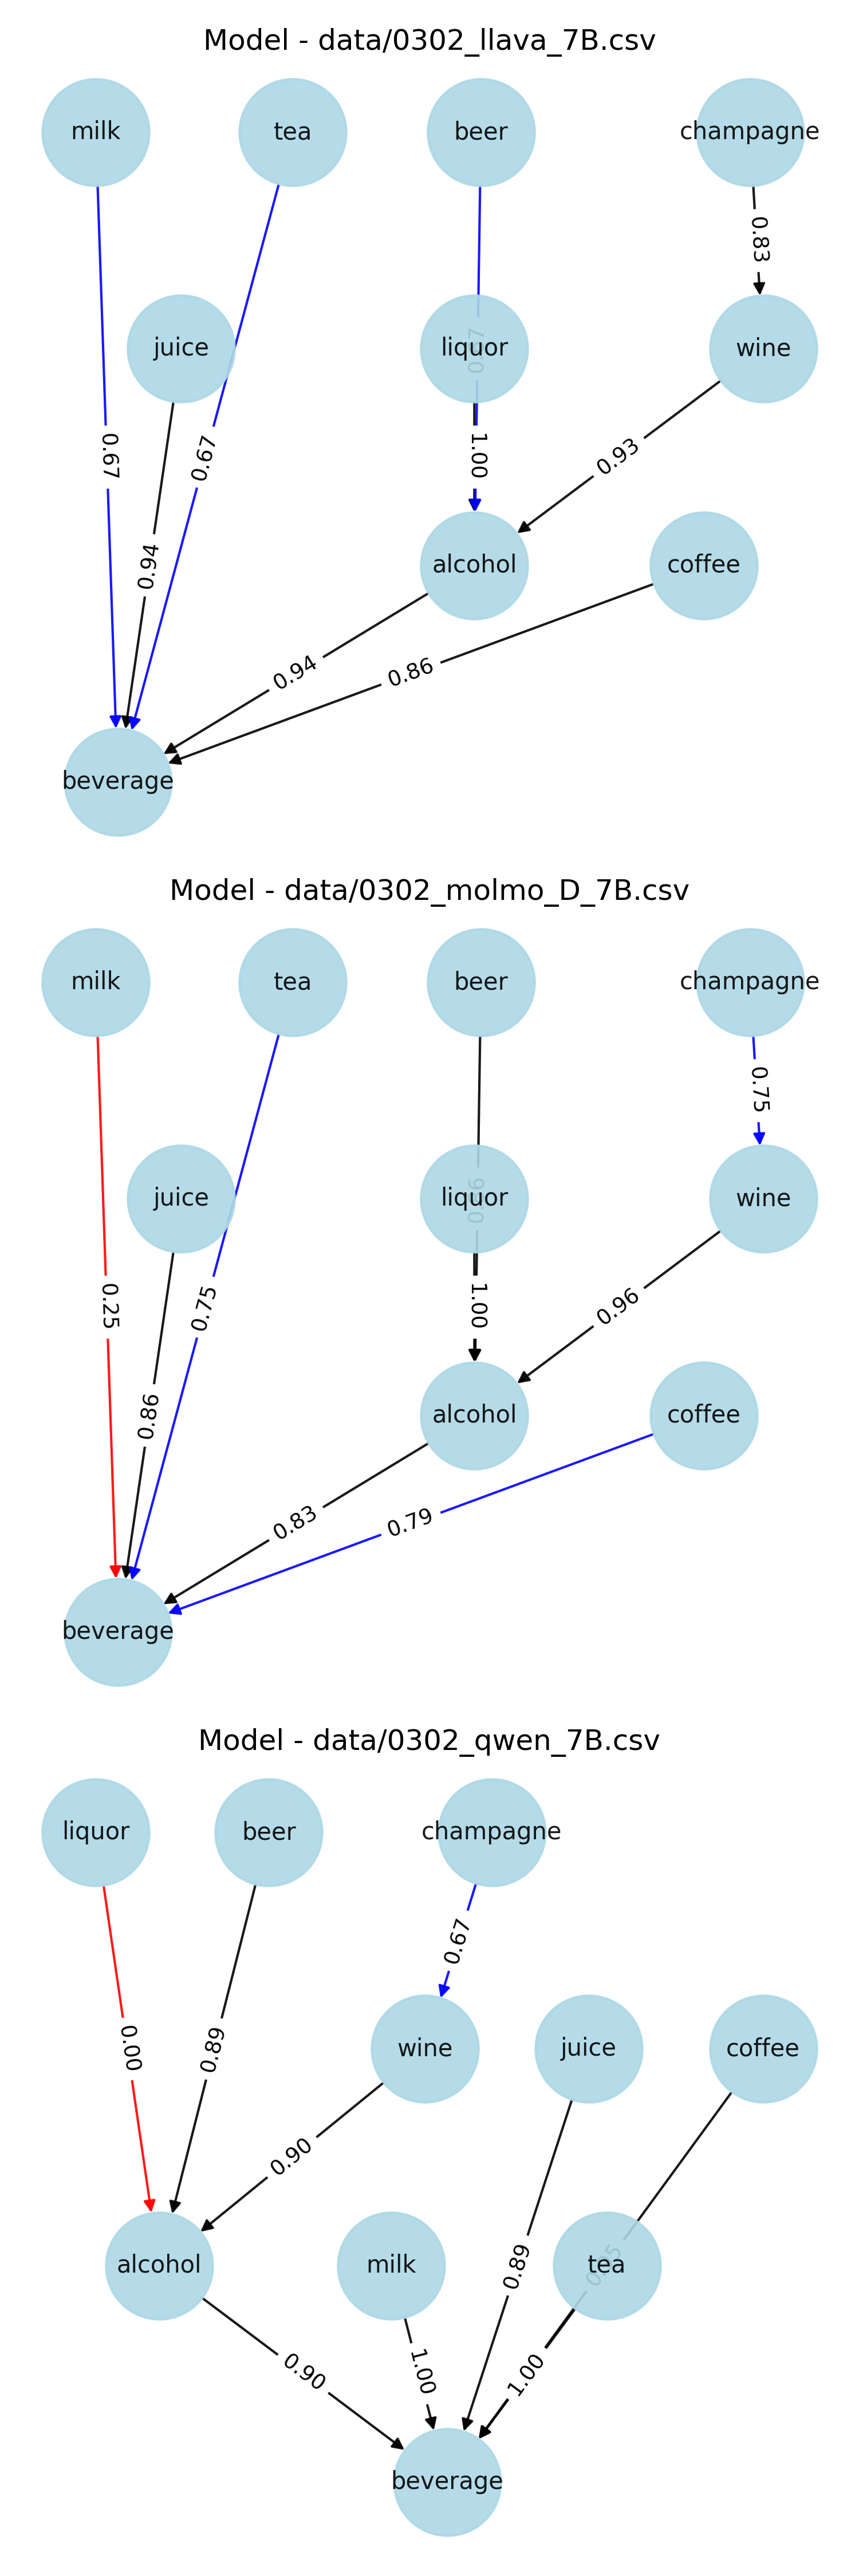 Model - data/0302_llava_7B.csv
milk tea beer champagne
0.83
juice liquor wine
0.67 0.67 1.00 0.93
0.94
alcohol coffee
0.94 0.86
beverage
Model - data/0302_molmo_D_7B.csv
milk tea beer champagne
0.75
juice liquor wine
0.25 0.75 1.00 0.96
0.86
alcohol coffee
0.83 0.79
beverage
Model - data/0302_qwen_7B.csv
liquor beer champagne
0.67
0.00 0.89 wine juice coffee
0.90
alcohol milk 0.89 tea
0.90 1.00 1.00
beverage